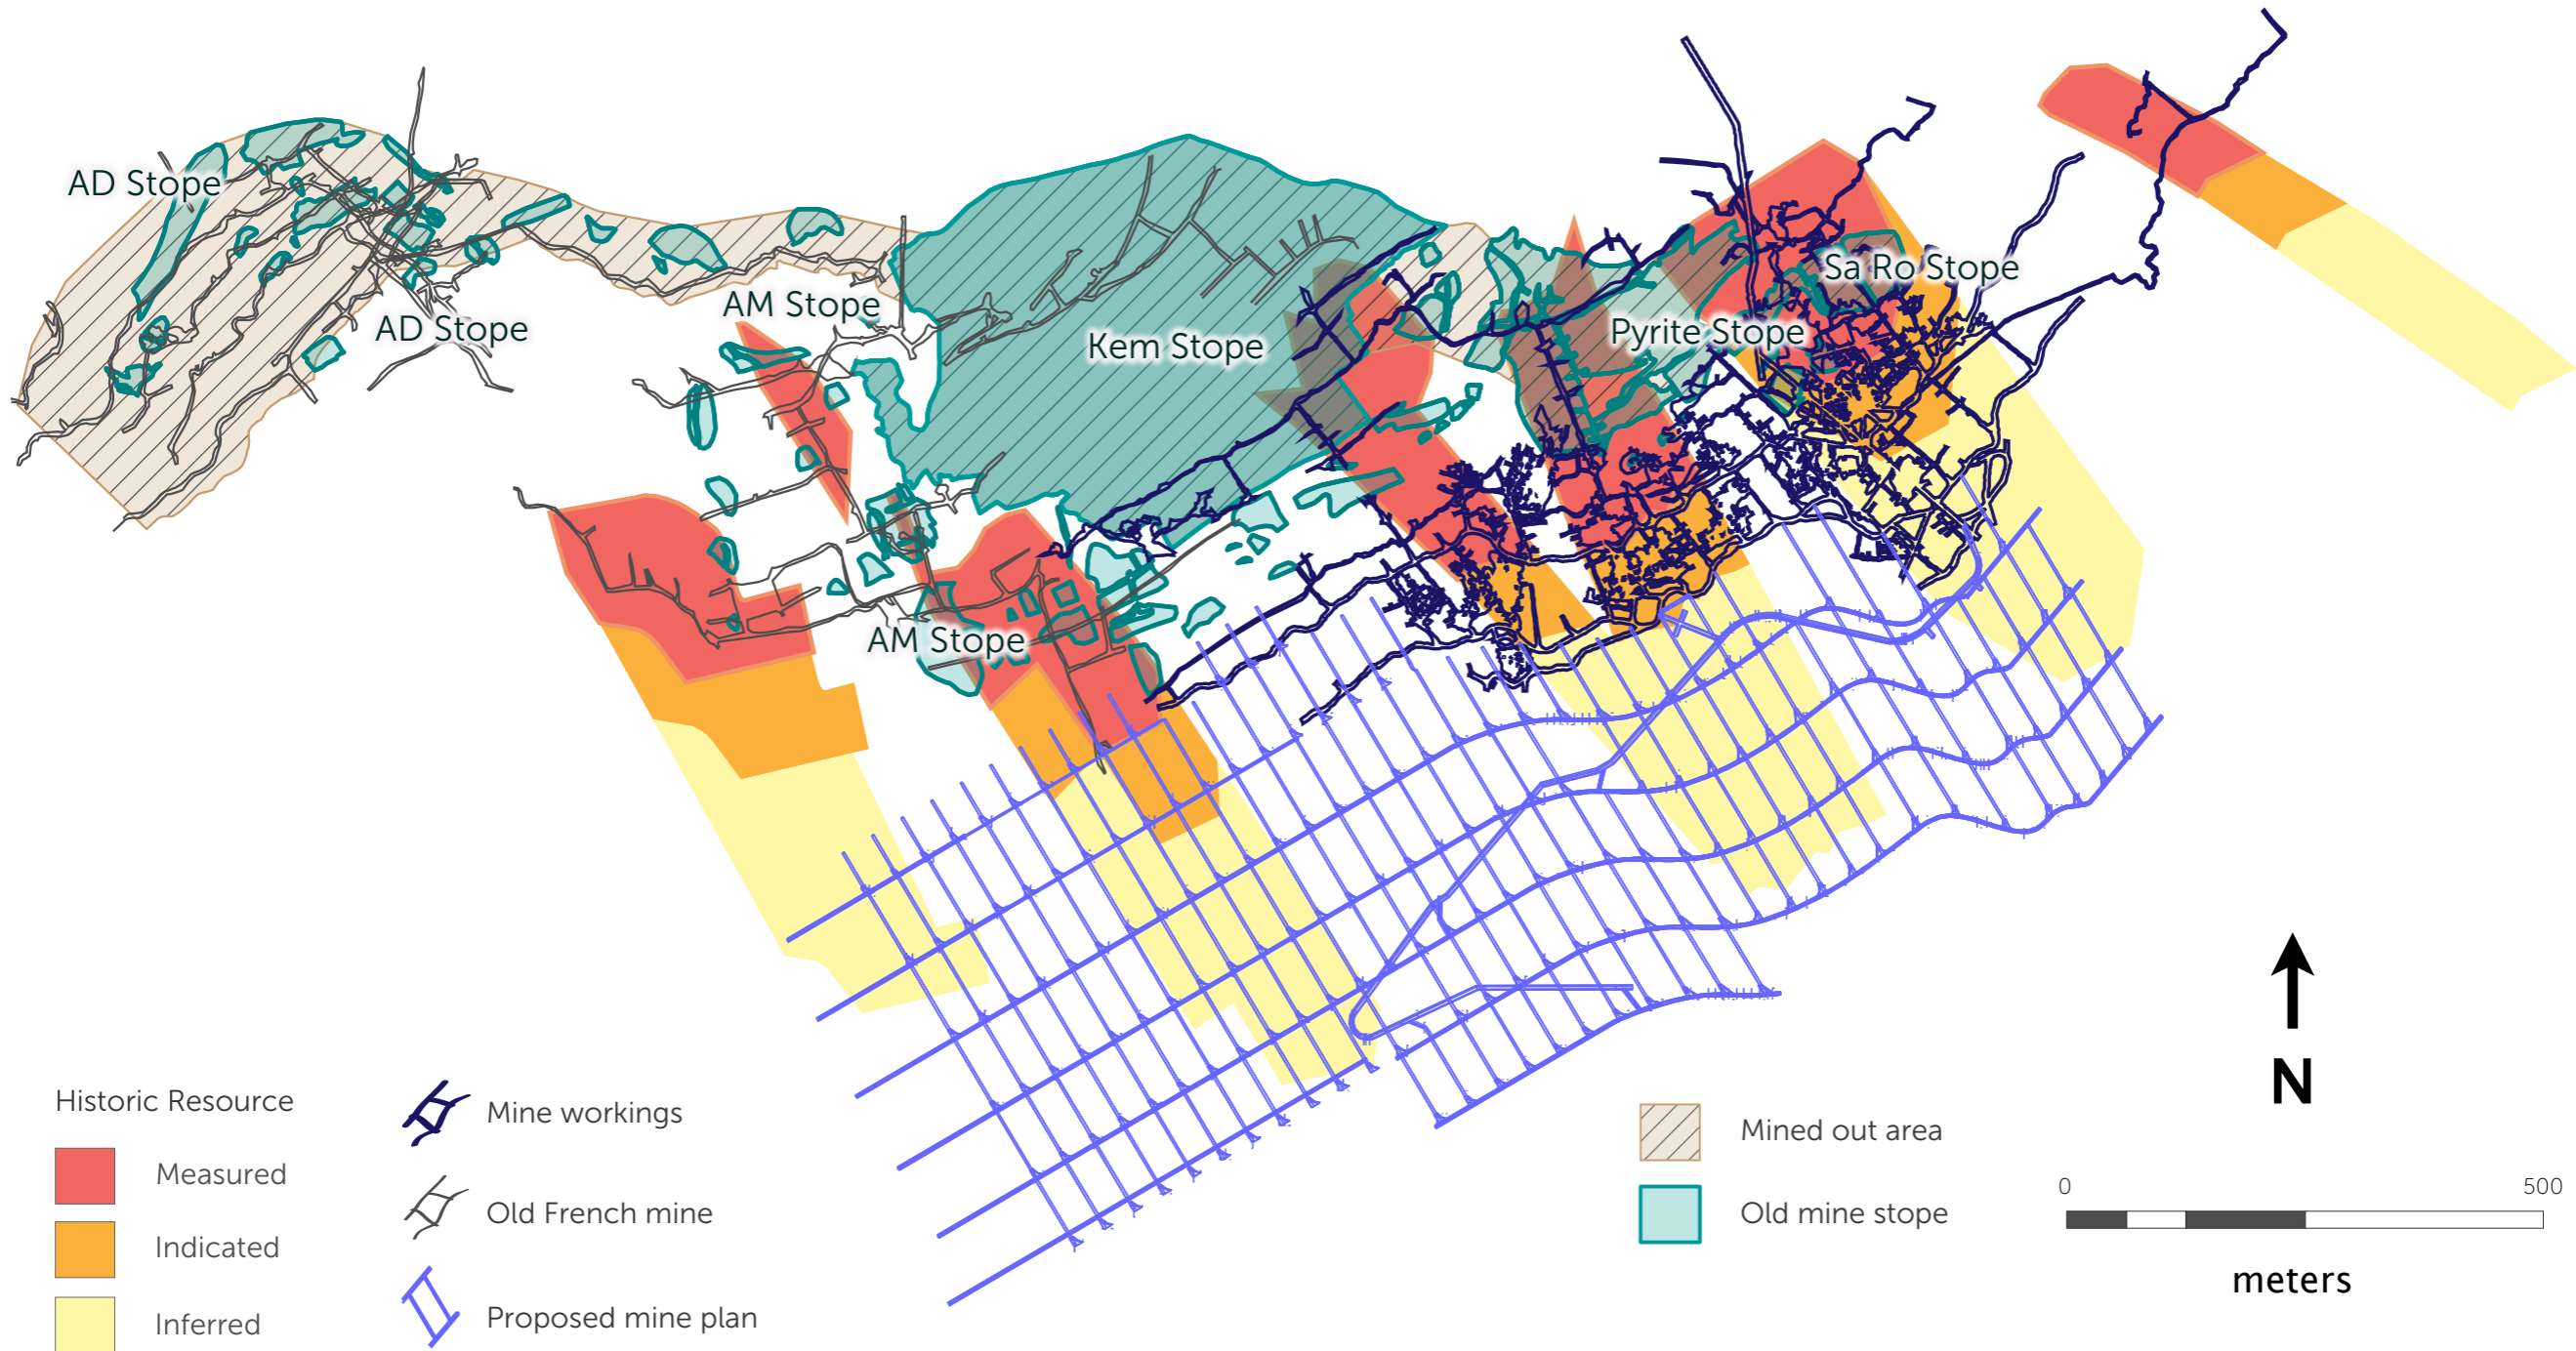 AD Stope
Sa Ro Stope
AM Stope
AD Stope
Pyrite Stope
Kem Stope
AM Stope
N
Historic Resource
Measured
Indicated
Inferred
Mine workings
Old French mine
Proposed mine plan
Mined out area
Old mine stope
0 500
meters